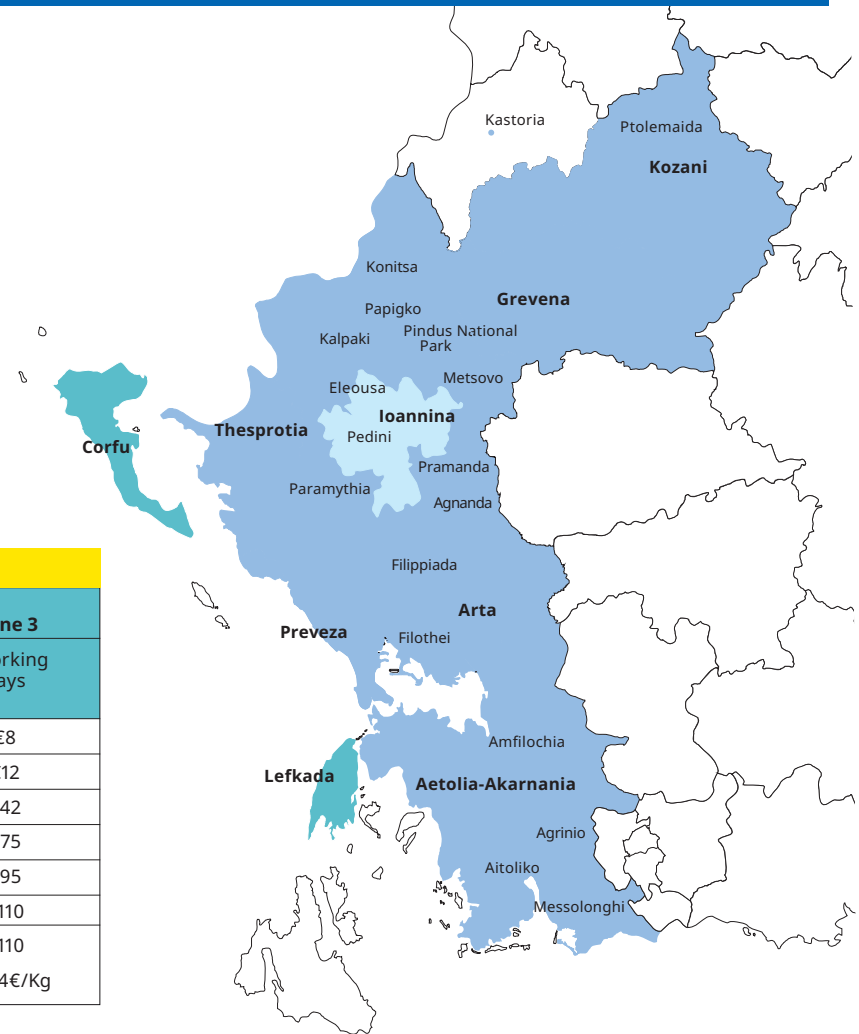 Kastoria
Ptolemaida
Kozani
Konitsa
Grevena
Papigko
Pindus National
Park
Kalpaki
Metsovo
Eleousa
Ioannina
Thesprotia
Pedini
Corfu
Pramanda
Paramythia
Agnanda
Filippiada
Arta
Preveza
Filothei
Amfilochia
Lefkada
Aetolia-Akarnania
Agrinio
Aitoliko
Messolonghi
ne 3
orking
ays
€8
12
42
75
95
110
110
4€/Kg